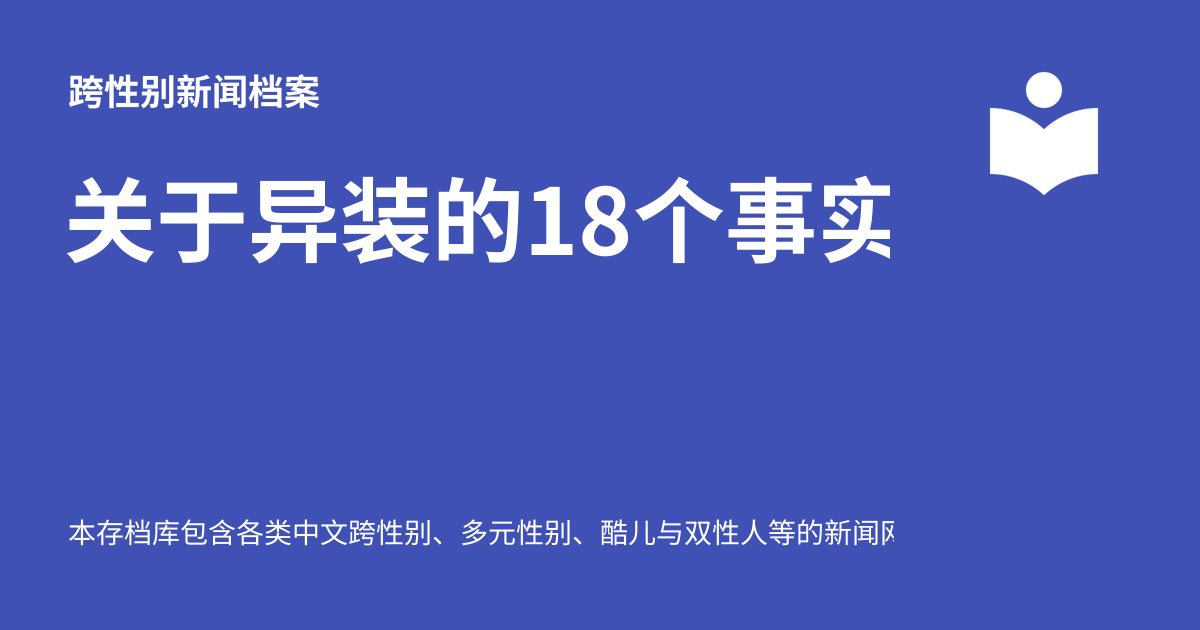 跨性别新闻档案
关于异装的18个事实
本存档库包含各类中文跨性别、多元性别、酷儿与双性人等的新闻网